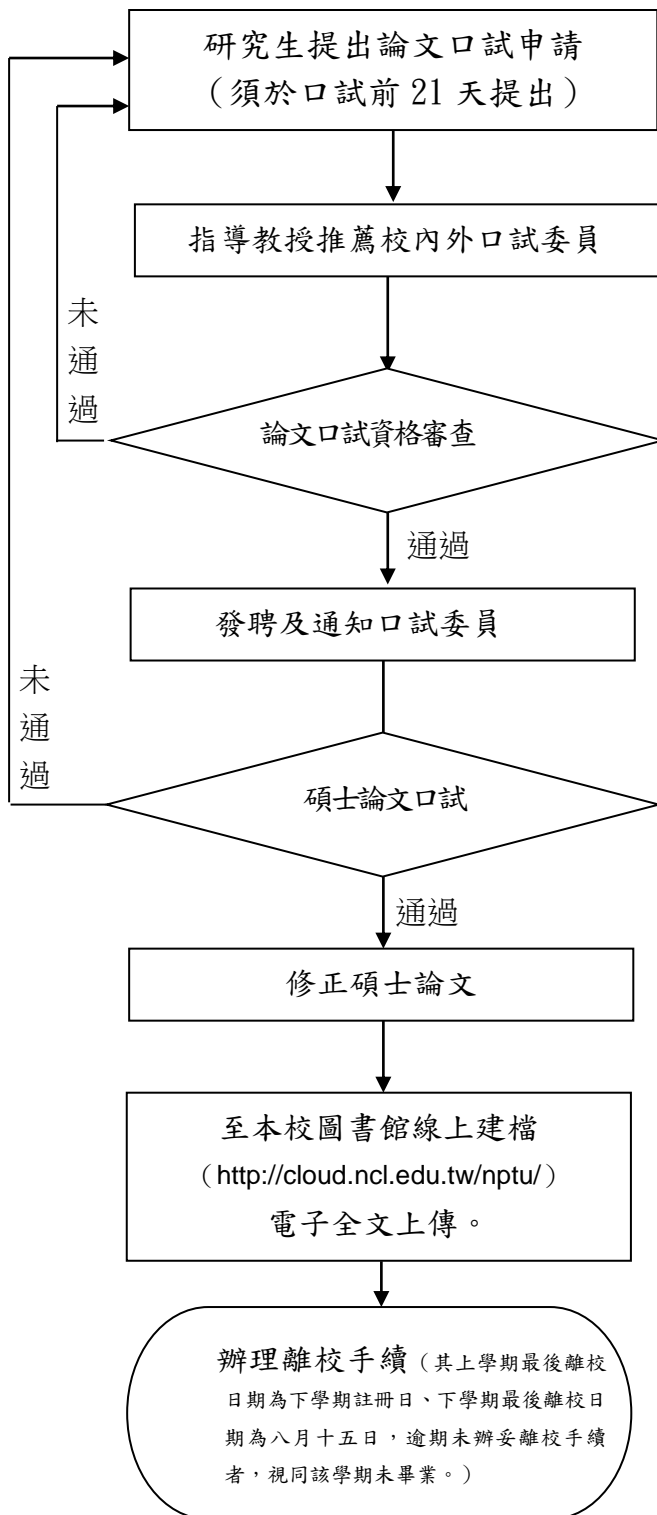 研究生提出論文口試申請
（須於口試前 21 天提出）
指導教授推薦校內外口試委員
未
通
過
論文口試資格審查
通過
發聘及通知口試委員
未
通
過
碩士論文口試
通過
修正碩士論文
至本校圖書館線上建檔
（http://cloud.ncl.edu.tw/nptu/）
電子全文上傳。
辦理離校手續（其上學期最後離校
日期為下學期註冊日、下學期最後離校日
期為八月十五日，逾期未辦妥離校手續
者，視同該學期未畢業。）